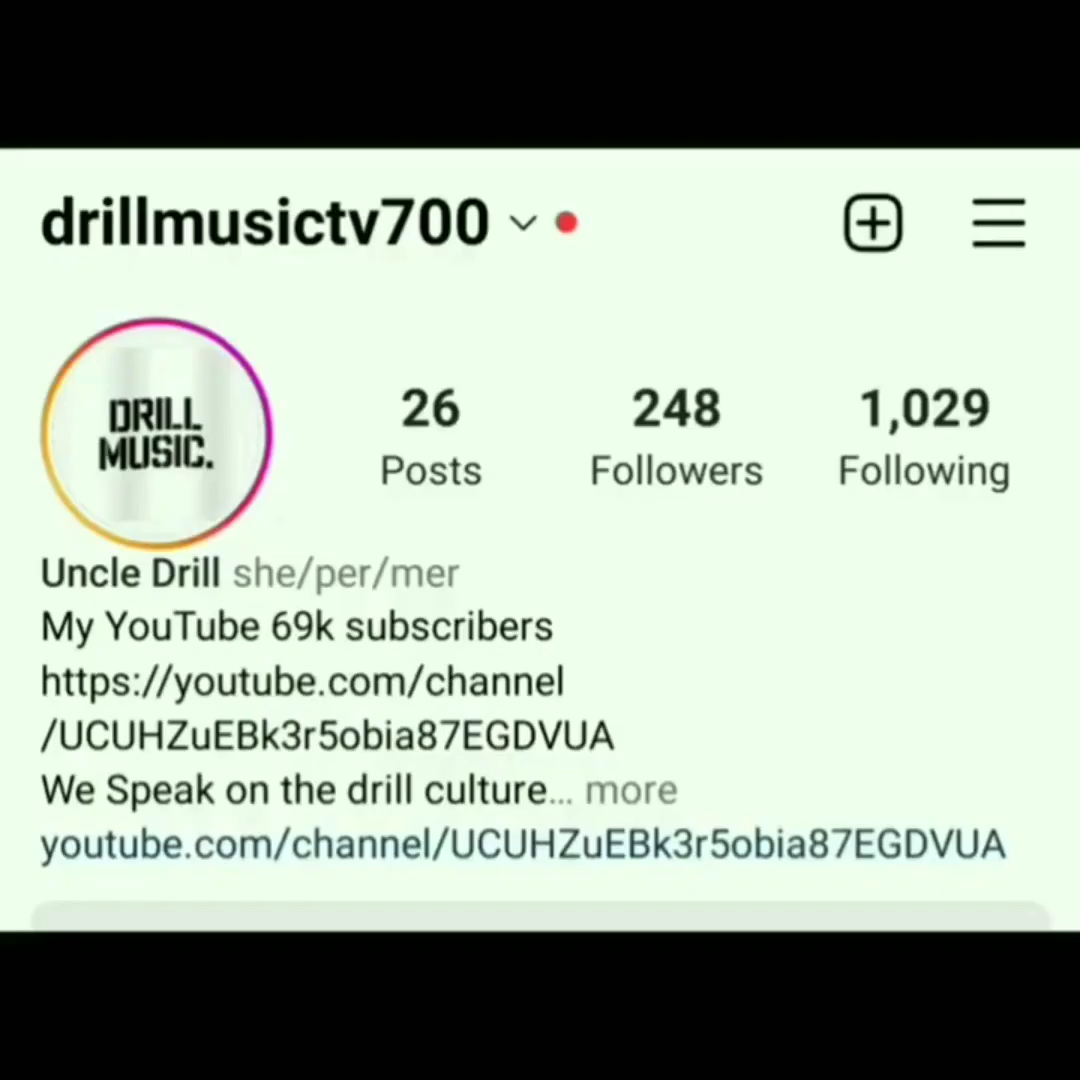 drillmusictv700
DRILL
MUSIC.
26
Posts
248
Followers
1,029
Following
Uncle Drill she/per/mer
My YouTube 69k subscribers
https://youtube.com/channel
/UCUHZuEBk3r5obia87EGDVUA
We Speak on the drill culture... more
youtube.com/channel/UCUHZuEBk3r5obia87EGDVUA